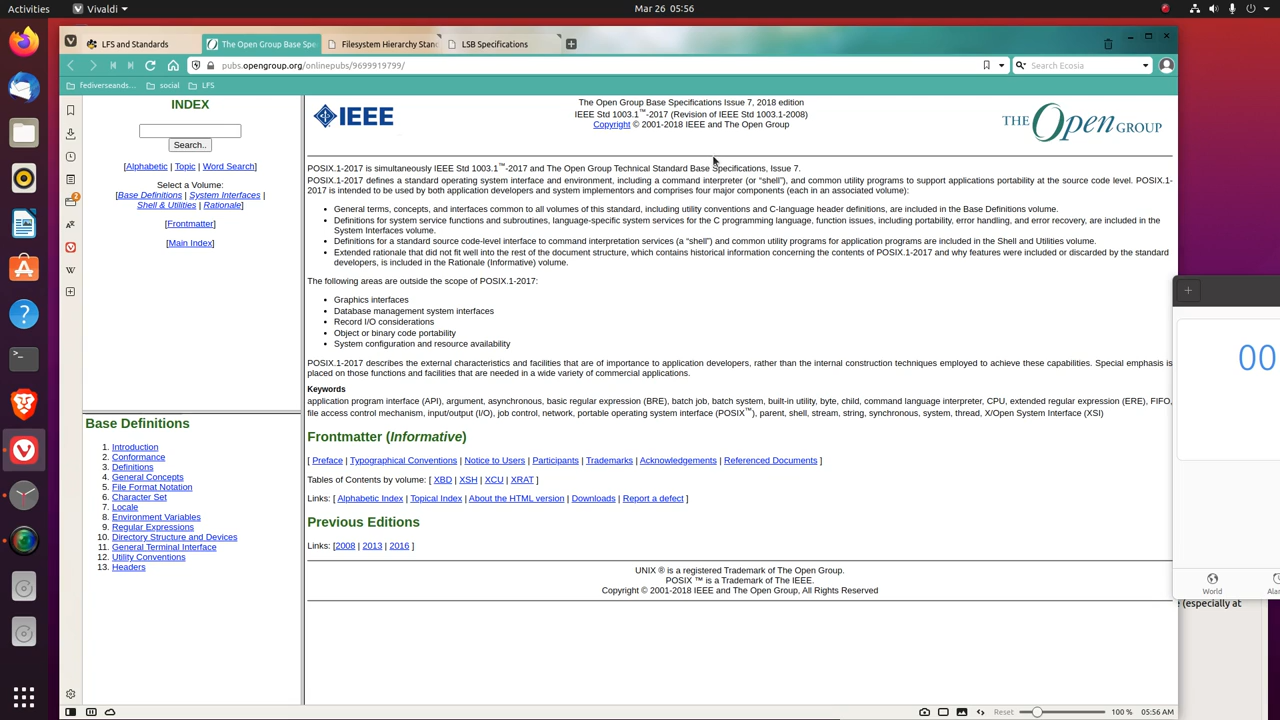 Activities
Vivaldi
Mar 26 05:56
LFS and Standards
The Open Group Base Spe
Filesystem Hierarchy Stan
LSB Specifications
pubs.opengroup.org/onlinepubs/9699919799/
Search Ecosia
fediverseands...
social
LFS
INDEX
Search..
[Alphabetic | Topic | Word Search]
Select a Volume:
[Base Definitions | System Interfaces |
Shell & Utilities | Rationale]
[Frontmatter]
[Main Index]
Base Definitions
1. Introduction
2. Conformance
3. Definitions
4. General Concepts
5. File Format Notation
6. Character Set
7. Locale
8. Environment Variables
9. Regular Expressions
10. Directory Structure and Devices
11. General Terminal Interface
12. Utility Conventions
13. Headers
IEEE
The Open Group Base Specifications Issue 7, 2018 edition
IEEE Std 1003.1™-2017 (Revision of IEEE Std 1003.1-2008)
Copyright © 2001-2018 IEEE and The Open Group
THE Open GROUP
POSIX.1-2017 is simultaneously IEEE Std 1003.1™-2017 and The Open Group Technical Standard Base Specifications, Issue 7.
POSIX.1-2017 defines a standard operating system interface and environment, including a command interpreter (or “shell”), and common utility programs to support applications portability at the source code level. POSIX.1-
2017 is intended to be used by both application developers and system implementors and comprises four major components (each in an associated volume):
• General terms, concepts, and interfaces common to all volumes of this standard, including utility conventions and C-language header definitions, are included in the Base Definitions volume.
• Definitions for system service functions and subroutines, language-specific system services for the C programming language, function issues, including portability, error handling, and error recovery, are included in the
System Interfaces volume.
• Definitions for a standard source code-level interface to command interpretation services (a “shell”) and common utility programs for application programs are included in the Shell and Utilities volume.
• Extended rationale that did not fit well into the rest of the document structure, which contains historical information concerning the contents of POSIX.1-2017 and why features were included or discarded by the standard
developers, is included in the Rationale (Informative) volume.
The following areas are outside the scope of POSIX.1-2017:
• Graphics interfaces
• Database management system interfaces
• Record I/O considerations
• Object or binary code portability
• System configuration and resource availability
POSIX.1-2017 describes the external characteristics and facilities that are of importance to application developers, rather than the internal construction techniques employed to achieve these capabilities. Special emphasis is
placed on those functions and facilities that are needed in a wide variety of commercial applications.
Keywords
application program interface (API), argument, asynchronous, basic regular expression (BRE), batch job, batch system, built-in utility, byte, child, command language interpreter, CPU, extended regular expression (ERE), FIFO,
file access control mechanism, input/output (I/O), job control, network, portable operating system interface (POSIX™), parent, shell, stream, string, synchronous, system, thread, X/Open System Interface (XSI)
Frontmatter (Informative)
[ Preface | Typographical Conventions | Notice to Users | Participants | Trademarks | Acknowledgements | Referenced Documents ]
Tables of Contents by volume: [ XBD | XSH | XCU | XRAT ]
Links: [ Alphabetic Index | Topical Index | About the HTML version | Downloads | Report a defect ]
Previous Editions
Links: [2008 | 2013 | 2016 ]
UNIX ® is a registered Trademark of The Open Group.
POSIX ™ is a Trademark of The IEEE.
Copyright © 2001-2018 IEEE and The Open Group, All Rights Reserved
00
World
Alar
e (especially at
2
Reset
100 %
05:56 AM